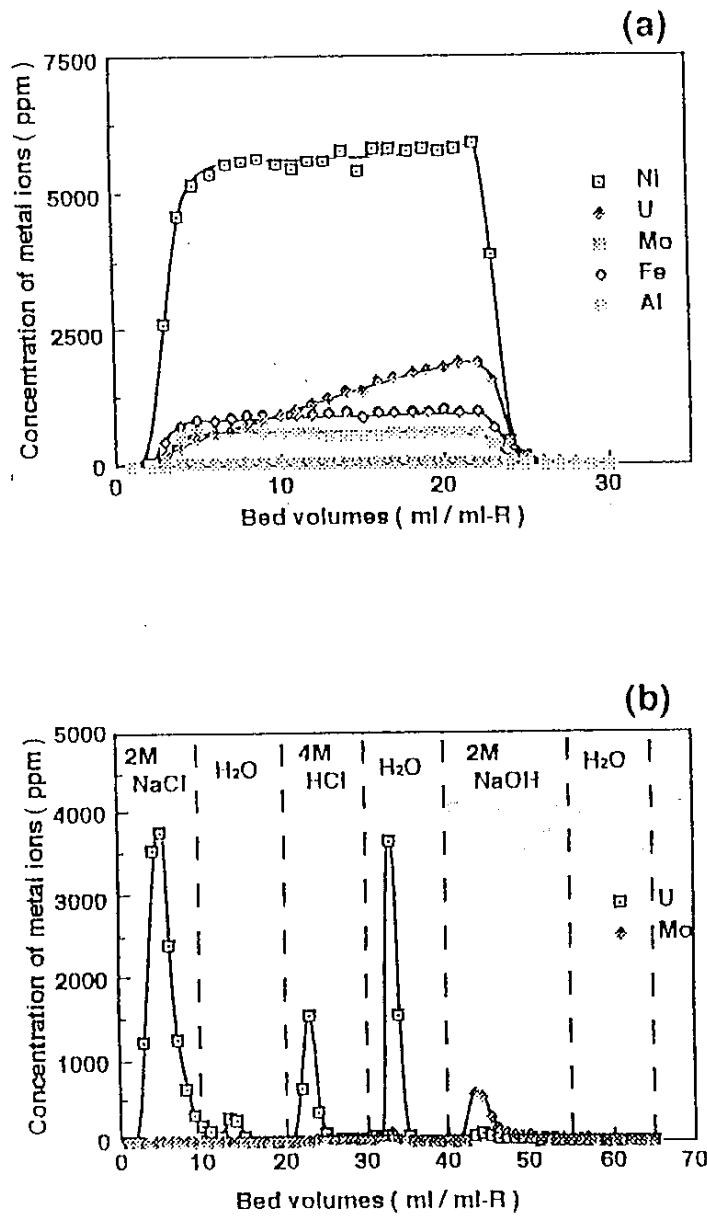 (a)
Concentration of metal ions ( ppm )
7500
5000
2500
0
0
10
20
30
Bed volumes ( ml / ml-R )
Ni
U
Mo
Fe
Al
(b)
Concentration of metal ions ( ppm )
5000
4000
3000
2000
1000
0
2M
NaCl
H₂O
4M
HCl
H₂O
2M
NaOH
H₂O
U
Mo
0
10
20
30
40
50
60
70
Bed volumes ( ml / ml-R )